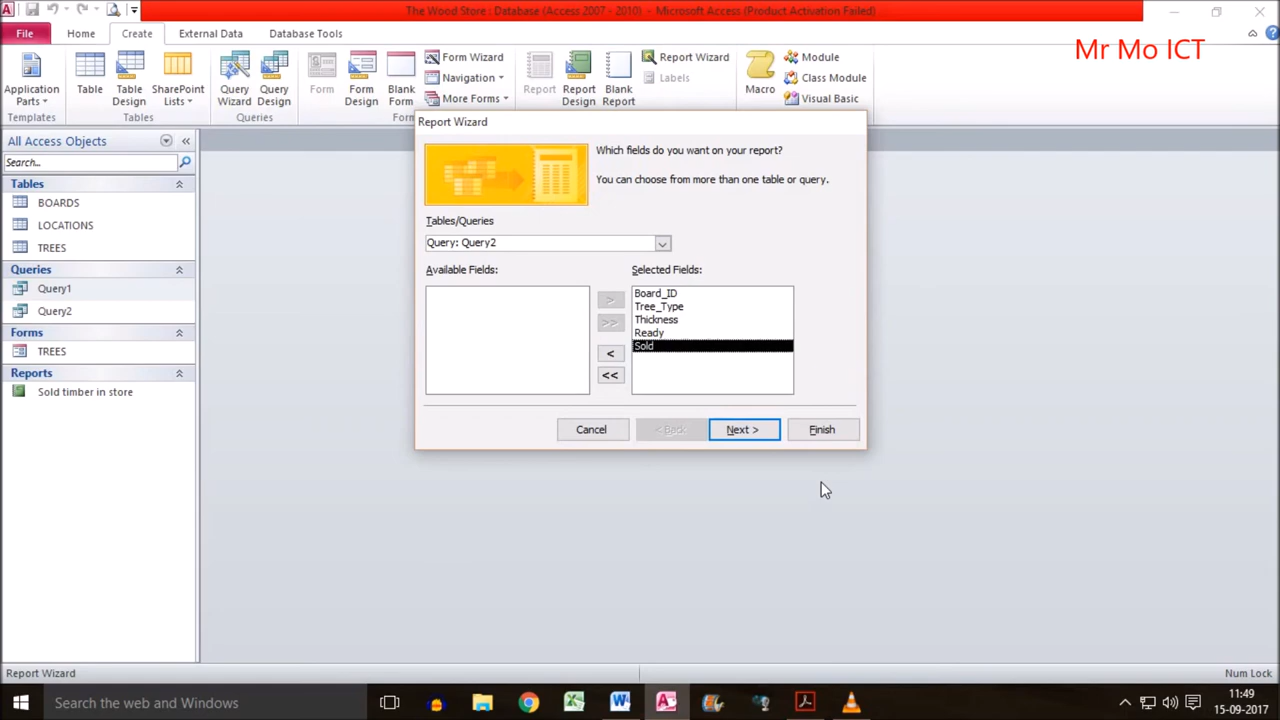 The Wood Store : Database (Access 2007 - 2010) - Microsoft Access (Product Activation Failed)
File Home Create External Data Database Tools
Mr Mo ICT
Application Parts
Table
Table Design
SharePoint Lists
Query Wizard
Query Design
Form
Form Design
Blank Form
Form Wizard
Navigation
More Forms
Report
Report Design
Blank Report
Report Wizard
Labels
Macro
Module
Class Module
Visual Basic
Templates Tables Queries
Report Wizard
All Access Objects
Search...
Tables
BOARDS
LOCATIONS
TREES
Queries
Query1
Query2
Forms
TREES
Reports
Sold timber in store
Which fields do you want on your report?
You can choose from more than one table or query.
Tables/Queries
Query: Query2
Available Fields:
Selected Fields:
Board_ID
Tree_Type
Thickness
Ready
Sold
>
>>
<
<<
Cancel < Back Next > Finish
Report Wizard
Num Lock
Search the web and Windows
11:49
15-09-2017